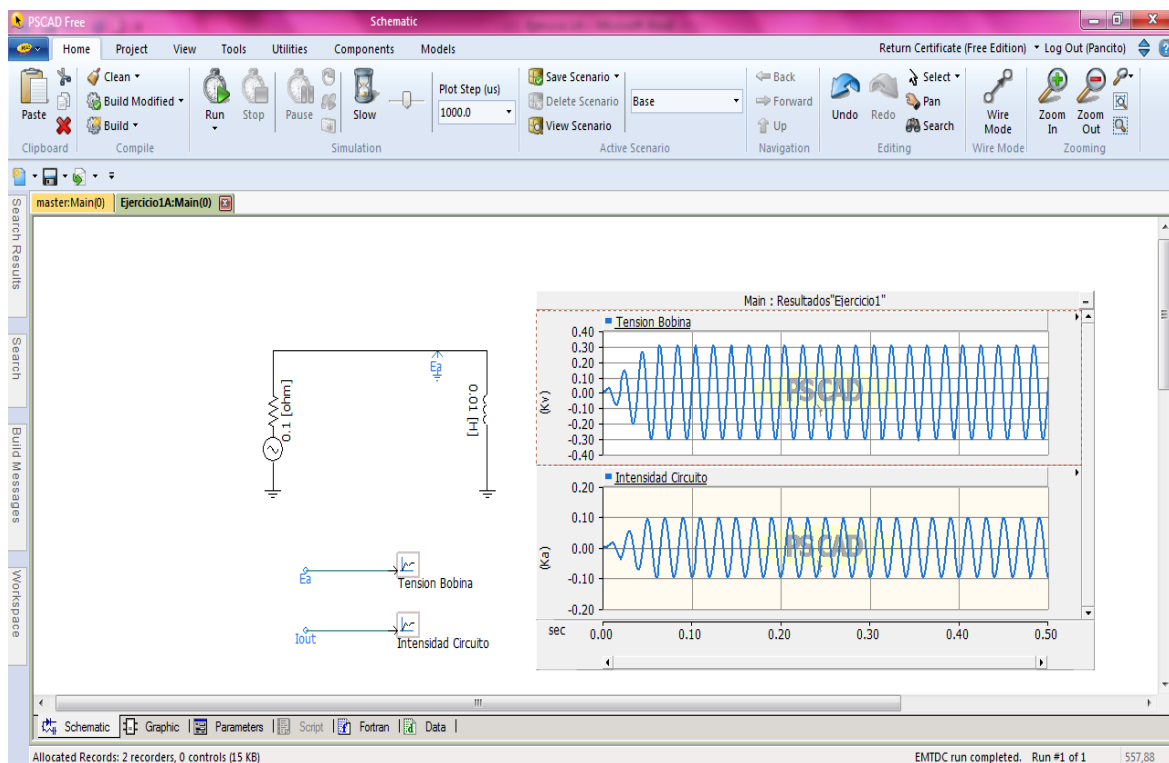 PSCAD Free
Schematic
Home Project View Tools Utilities Components Models
Return Certificate (Free Edition) Log Out (Pancito)
Paste
Clean
Build Modified
Build
Run
Stop
Pause
Slow
Plot Step (us)
1000.0
Save Scenario
Delete Scenario
View Scenario
Base
Back
Forward
Up
Undo
Redo
Select
Pan
Search
Wire
Mode
Zoom
In
Zoom
Out
Clipboard Compile Simulation Active Scenario Navigation Editing Wire Mode Zooming
master:Main(0) Ejercicio1A:Main(0)
Search Results
Search
Build Messages
Workspace
0.1 [ohm]
Ea
0.01 [H]
Ea
Tension Bobina
Iout
Intensidad Circuito
Main : Resultados"Ejercicio1"
Tension Bobina
(Kv)
0.40
0.30
0.20
0.10
0.00
-0.10
-0.20
-0.30
-0.40
PSCAD
Intensidad Circuito
(Ka)
0.20
0.10
0.00
-0.10
-0.20
PSCAD
sec 0.00 0.10 0.20 0.30 0.40 0.50
Schematic Graphic Parameters Script Fortran Data
Allocated Records: 2 recorders, 0 controls (15 KB)
EMTDC run completed. Run #1 of 1 557,88